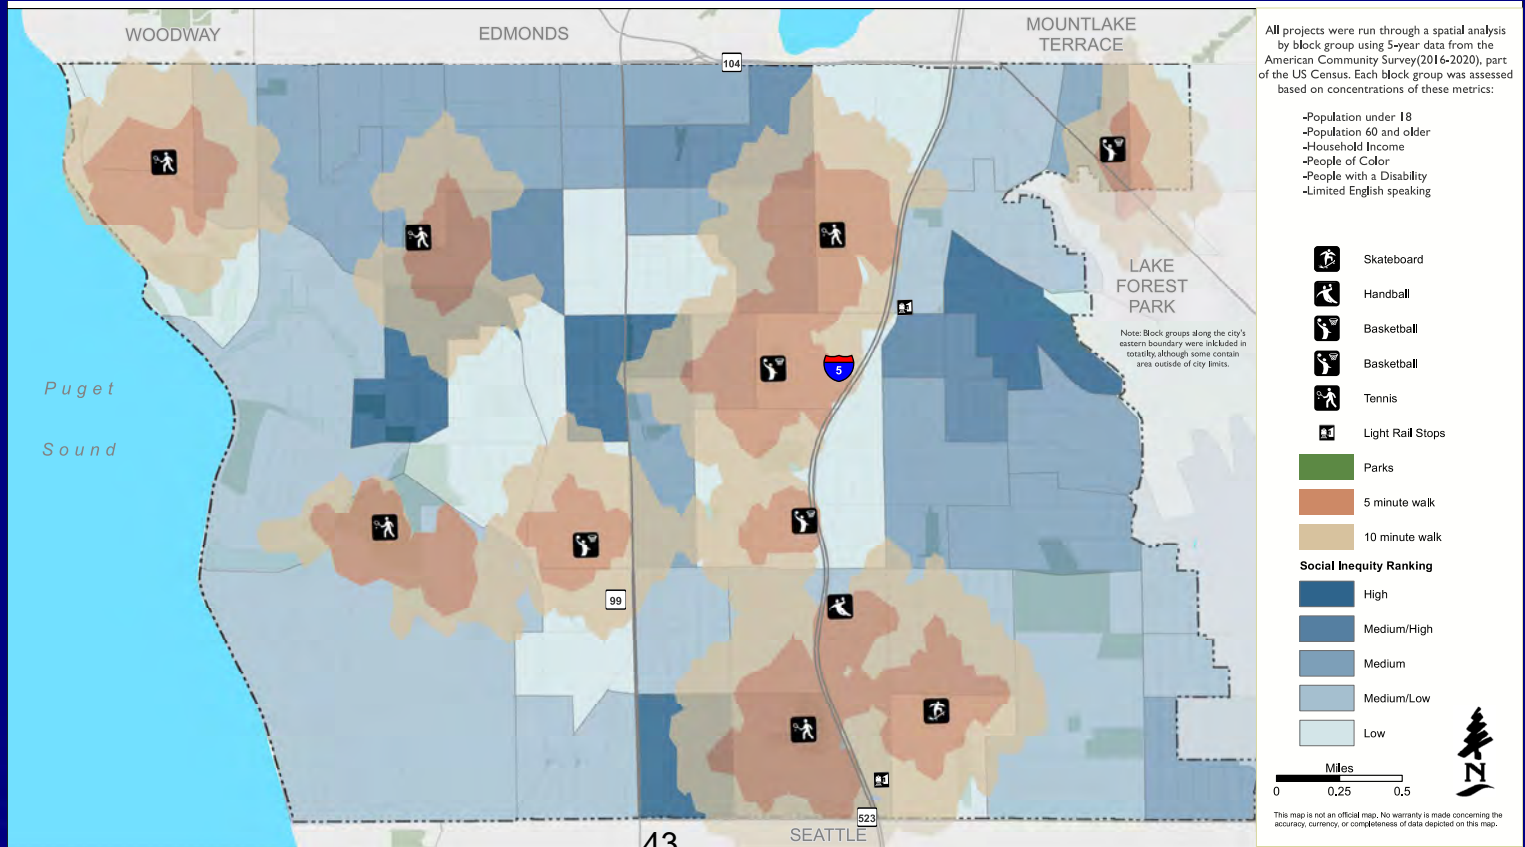 WOODWAY
EDMONDS
MOUNTLAKE
TERRACE
104
LAKE
FOREST
PARK
Note: Block groups along the city's
eastern boundary were inlcluded in
totatilty, although some contain
area outisde of city limits.
5
Puget
Sound
99
523
SEATTLE
43
All projects were run through a spatial analysis
by block group using 5-year data from the
American Community Survey(2016-2020), part
of the US Census. Each block group was assessed
based on concentrations of these metrics:
-Population under 18
-Population 60 and older
-Household Income
-People of Color
-People with a Disability
-Limited English speaking
Skateboard
Handball
Basketball
Basketball
Tennis
Light Rail Stops
Parks
5 minute walk
10 minute walk
Social Inequity Ranking
High
Medium/High
Medium
Medium/Low
Low
Miles
0 0.25 0.5
N
This map is not an official map. No warranty is made concerning the
accuracy, currency, or completeness of data depicted on this map.